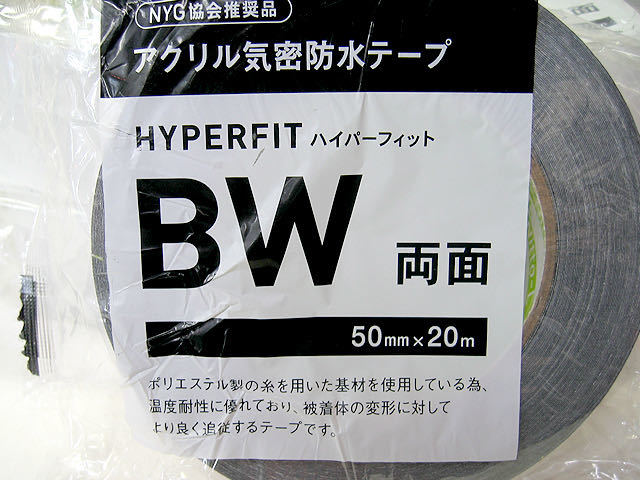 NYG協会推奨品
アクリル気密防水テープ
HYPERFIT ハイパーフィット
BW 両面
50mm×20m
ポリエステル製の糸を用いた基材を使用している為、
温度耐性に優れており、被着体の変形に対して
より良く追従するテープです。